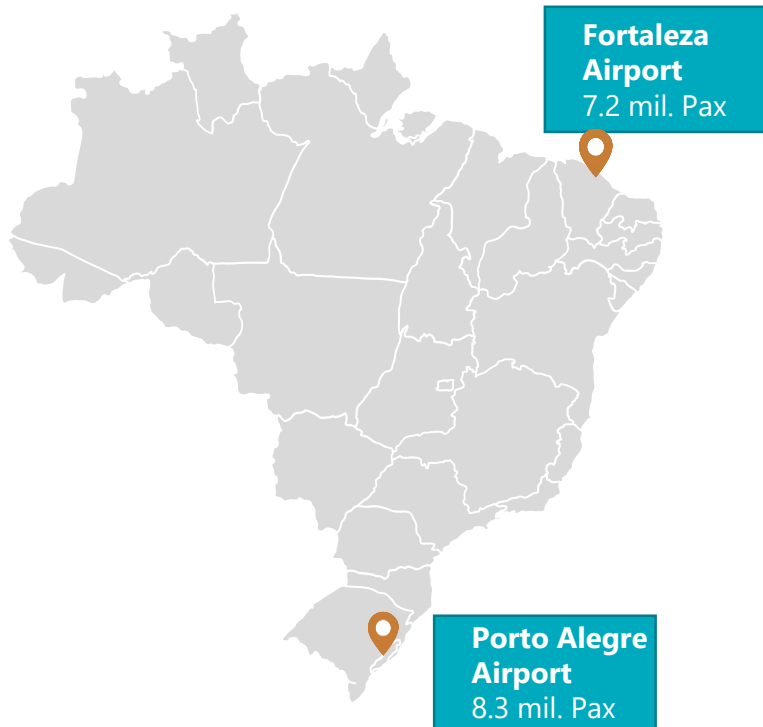 Fortaleza
Airport
7.2 mil. Pax
Porto Alegre
Airport
8.3 mil. Pax